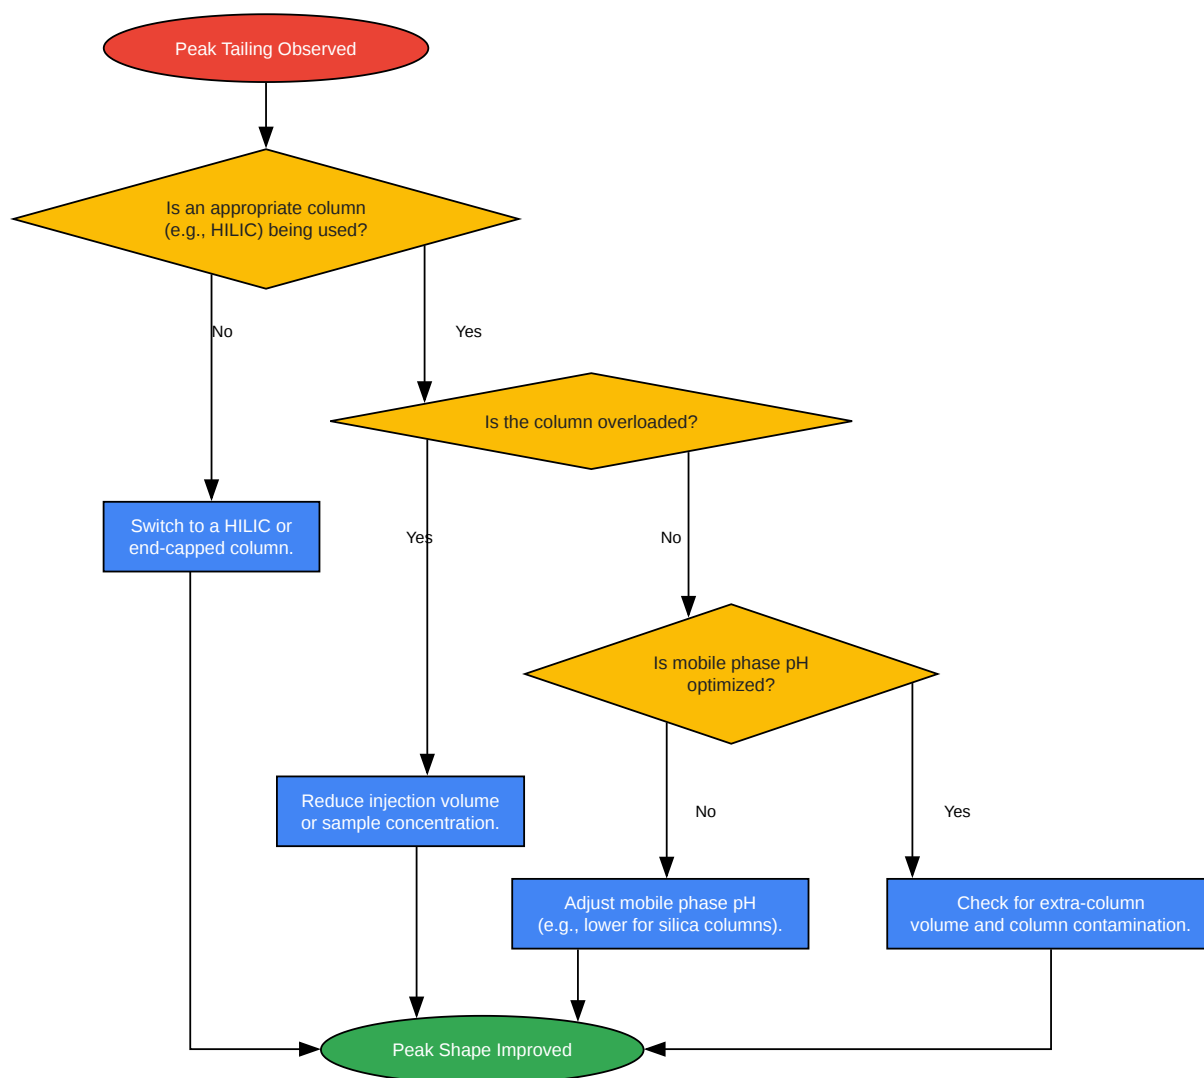 Peak Tailing Observed
Is an appropriate column
(e.g., HILIC) being used?
No
Yes
Is the column overloaded?
Switch to a HILIC or
end-capped column.
Yes
No
Is mobile phase pH
optimized?
Reduce injection volume
or sample concentration.
No
Yes
Adjust mobile phase pH
(e.g., lower for silica columns).
Check for extra-column
volume and column contamination.
Peak Shape Improved